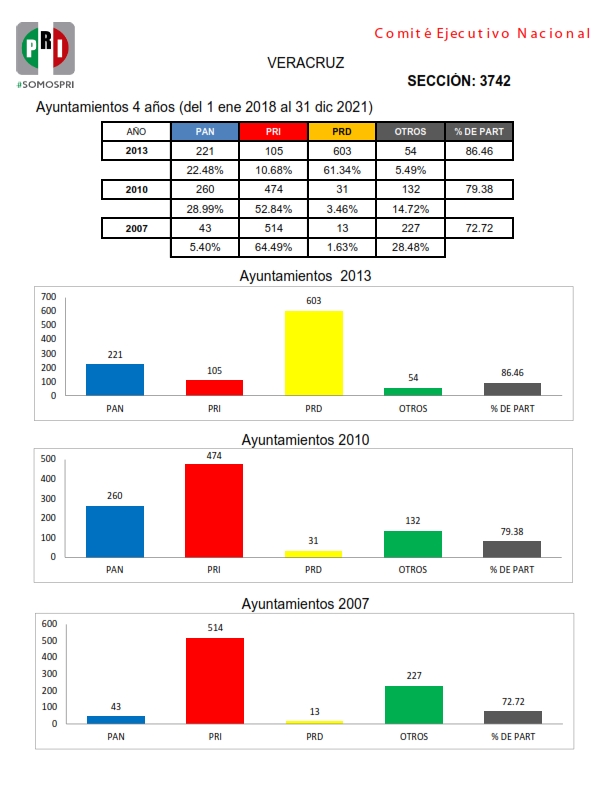 PRI
#SOMOSPRI
Comité Ejecutivo Nacional
VERACRUZ
SECCIÓN: 3742
Ayuntamientos 4 años (del 1 ene 2018 al 31 dic 2021)
AÑO PAN PRI PRD OTROS % DE PART
2013 221 105 603 54 86.46
22.48% 10.68% 61.34% 5.49%
2010 260 474 31 132 79.38
28.99% 52.84% 3.46% 14.72%
2007 43 514 13 227 72.72
5.40% 64.49% 1.63% 28.48%
Ayuntamientos 2013
700
600
500
400
300
200
100
0
221
105
603
54
86.46
PAN PRI PRD OTROS % DE PART
Ayuntamientos 2010
500
400
300
200
100
0
260
474
31
132
79.38
PAN PRI PRD OTROS % DE PART
Ayuntamientos 2007
600
500
400
300
200
100
0
43
514
13
227
72.72
PAN PRI PRD OTROS % DE PART